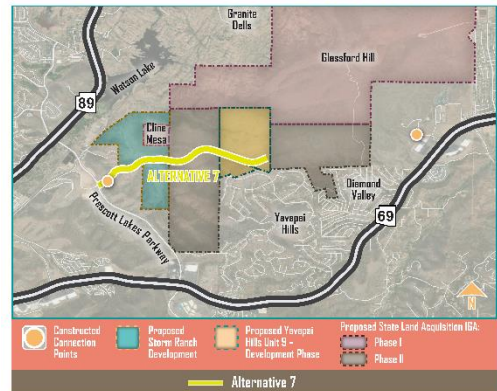 Granite
Dells
Glassford Hill
Watson Lake
89
Cline
Mesa
ALTERNATIVE 7
Prescott Lakes Parkway
Diamond
Valley
69
Yavapai
Hills
N
Constructed
Connection
Points
Proposed
Storm Ranch
Development
Proposed Yavapai
Hills Unit 9 -
Development Phase
Proposed State Land Acquisition IGA:
Phase I
Phase II
Alternative 7